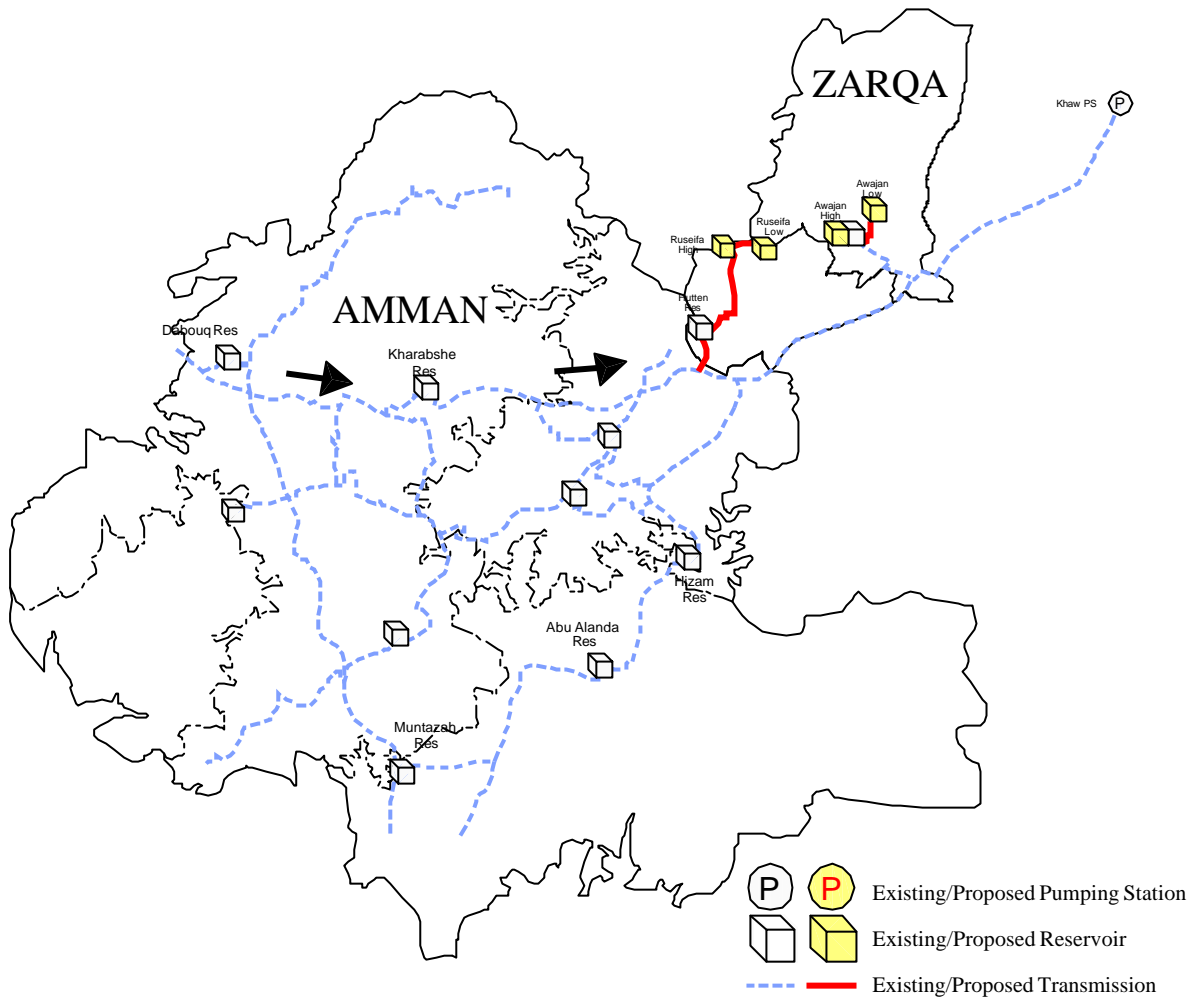 ZARQA
Khaw PS
P
Awajan
Low
Awajan
High
Ruseifa
Low
Ruseifa
High
Hutten
Res
AMMAN
Dabouq Res
Kharabshe
Res
Hizam
Res
Abu Alanda
Res
Muntazah
Res
P P Existing/Proposed Pumping Station
Existing/Proposed Reservoir
Existing/Proposed Transmission